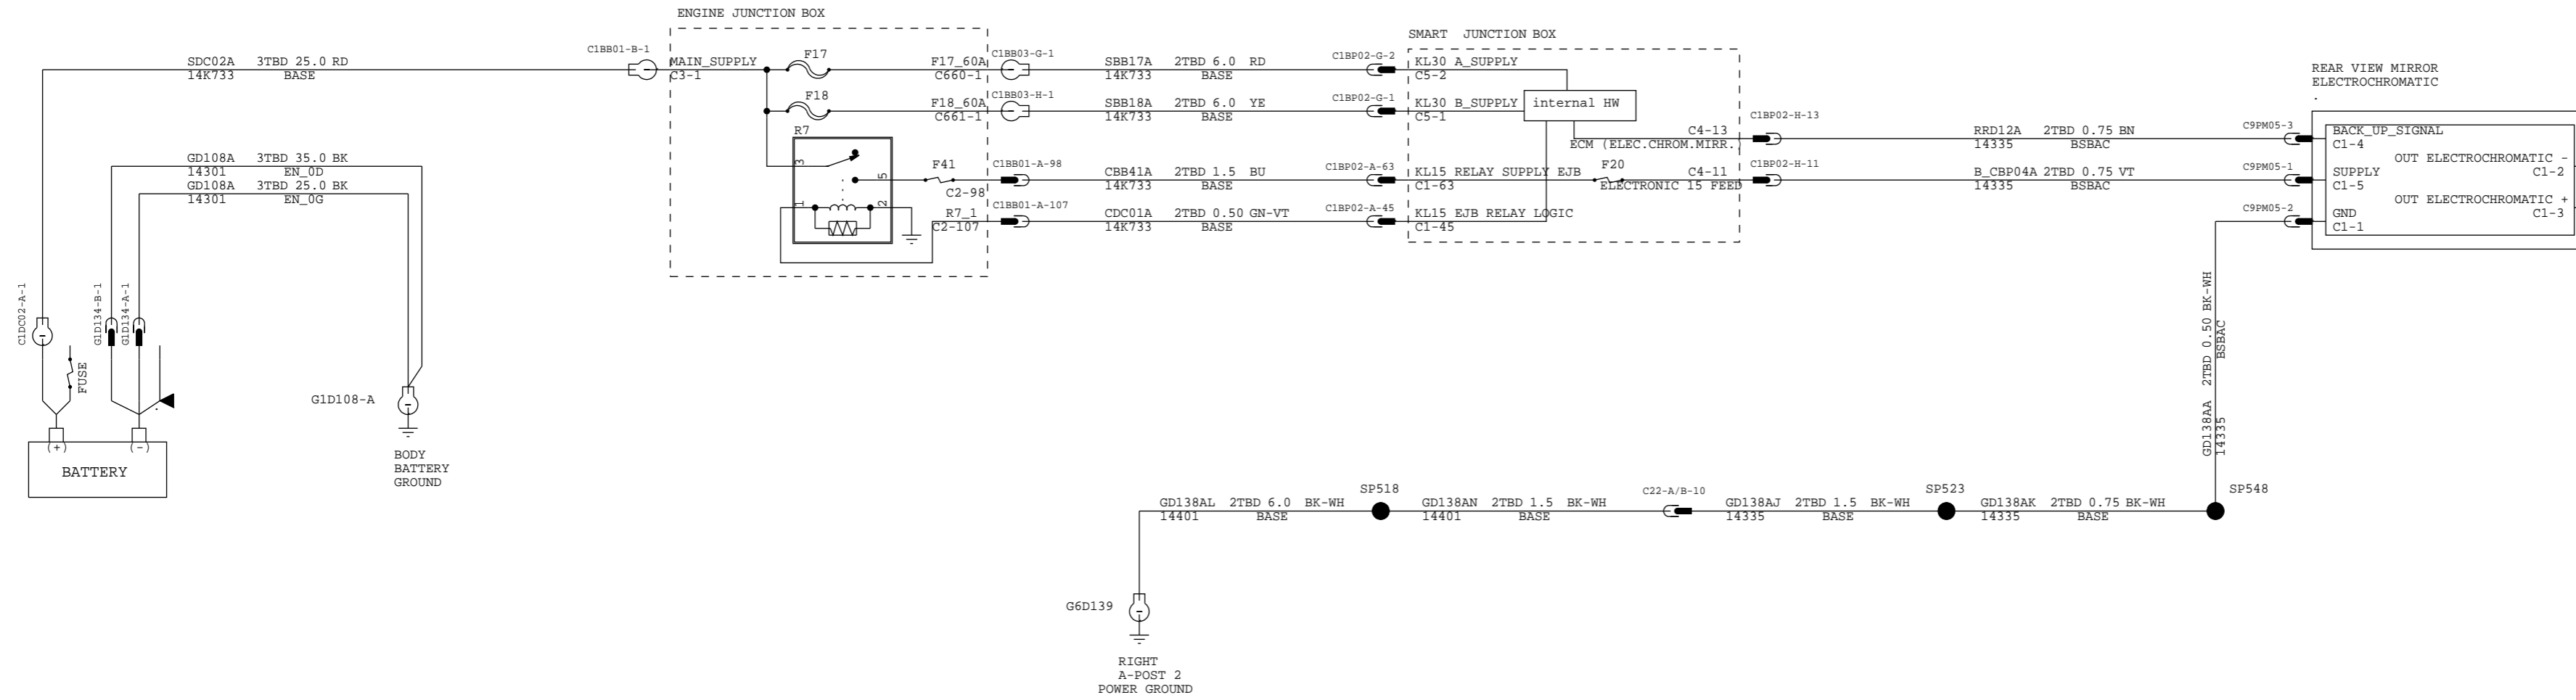 ENGINE JUNCTION BOX
SMART JUNCTION BOX
REAR VIEW MIRROR
ELECTROCHROMATIC
.
SDC02A 3TBD 25.0 RD
14K733 BASE
C1BB01-B-1
MAIN_SUPPLY
C3-1
F17
F17_60A
C660-1
C1BB03-G-1
SBB17A 2TBD 6.0 RD
14K733 BASE
C1BP02-G-2
KL30 A_SUPPLY
C5-2
F18
F18_60A
C661-1
C1BB03-H-1
SBB18A 2TBD 6.0 YE
14K733 BASE
C1BP02-G-1
KL30 B_SUPPLY
C5-1
internal HW
R7
3
5
1
2
C4-13
ECM (ELEC.CHROM.MIRR.)
C1BP02-H-13
RRD12A 2TBD 0.75 BN
14335 BSBAC
C9PM05-3
BACK_UP_SIGNAL
C1-4
OUT ELECTROCHROMATIC -
C1-2
GD108A 3TBD 35.0 BK
14301 EN_0D
GD108A 3TBD 25.0 BK
14301 EN_0G
F41
C2-98
C1BB01-A-98
CBB41A 2TBD 1.5 BU
14K733 BASE
C1BP02-A-63
KL15 RELAY SUPPLY EJB
C1-63
F20
C4-11
ELECTRONIC 15 FEED
C1BP02-H-11
B_CBP04A 2TBD 0.75 VT
14335 BSBAC
C9PM05-1
SUPPLY
C1-5
OUT ELECTROCHROMATIC +
C1-3
R7_1
C2-107
C1BB01-A-107
CDC01A 2TBD 0.50 GN-VT
14K733 BASE
C1BP02-A-45
KL15 EJB RELAY LOGIC
C1-45
C9PM05-2
GND
C1-1
C1DC02-A-1
G1D134-B-1
G1D134-A-1
FUSE
G1D108-A
BODY
BATTERY
GROUND
(+)
(-)
BATTERY
GD138AA 2TBD 0.50 BK-WH
14335 BSBAC
GD138AL 2TBD 6.0 BK-WH
14401 BASE
SP518
GD138AN 2TBD 1.5 BK-WH
14401 BASE
C22-A/B-10
GD138AJ 2TBD 1.5 BK-WH
14335 BASE
SP523
GD138AK 2TBD 0.75 BK-WH
14335 BASE
SP548
G6D139
RIGHT
A-POST 2
POWER GROUND